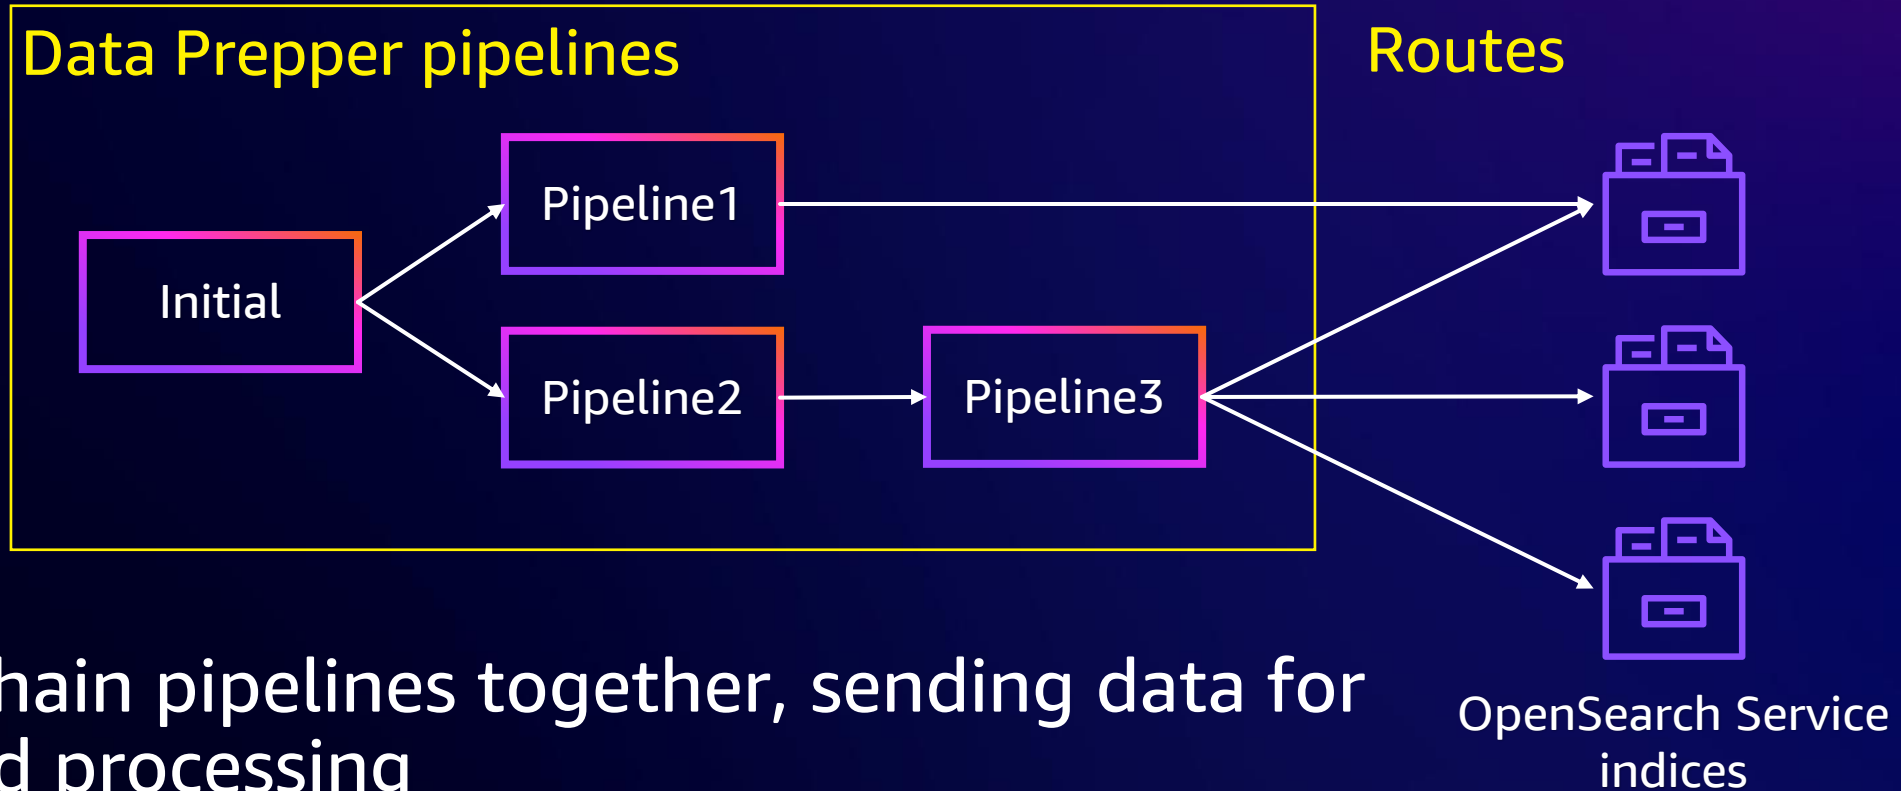 Data Prepper pipelines
Routes
Pipeline1
Initial
Pipeline2
Pipeline3
hain pipelines together, sending data for
d processing
OpenSearch Service
indices